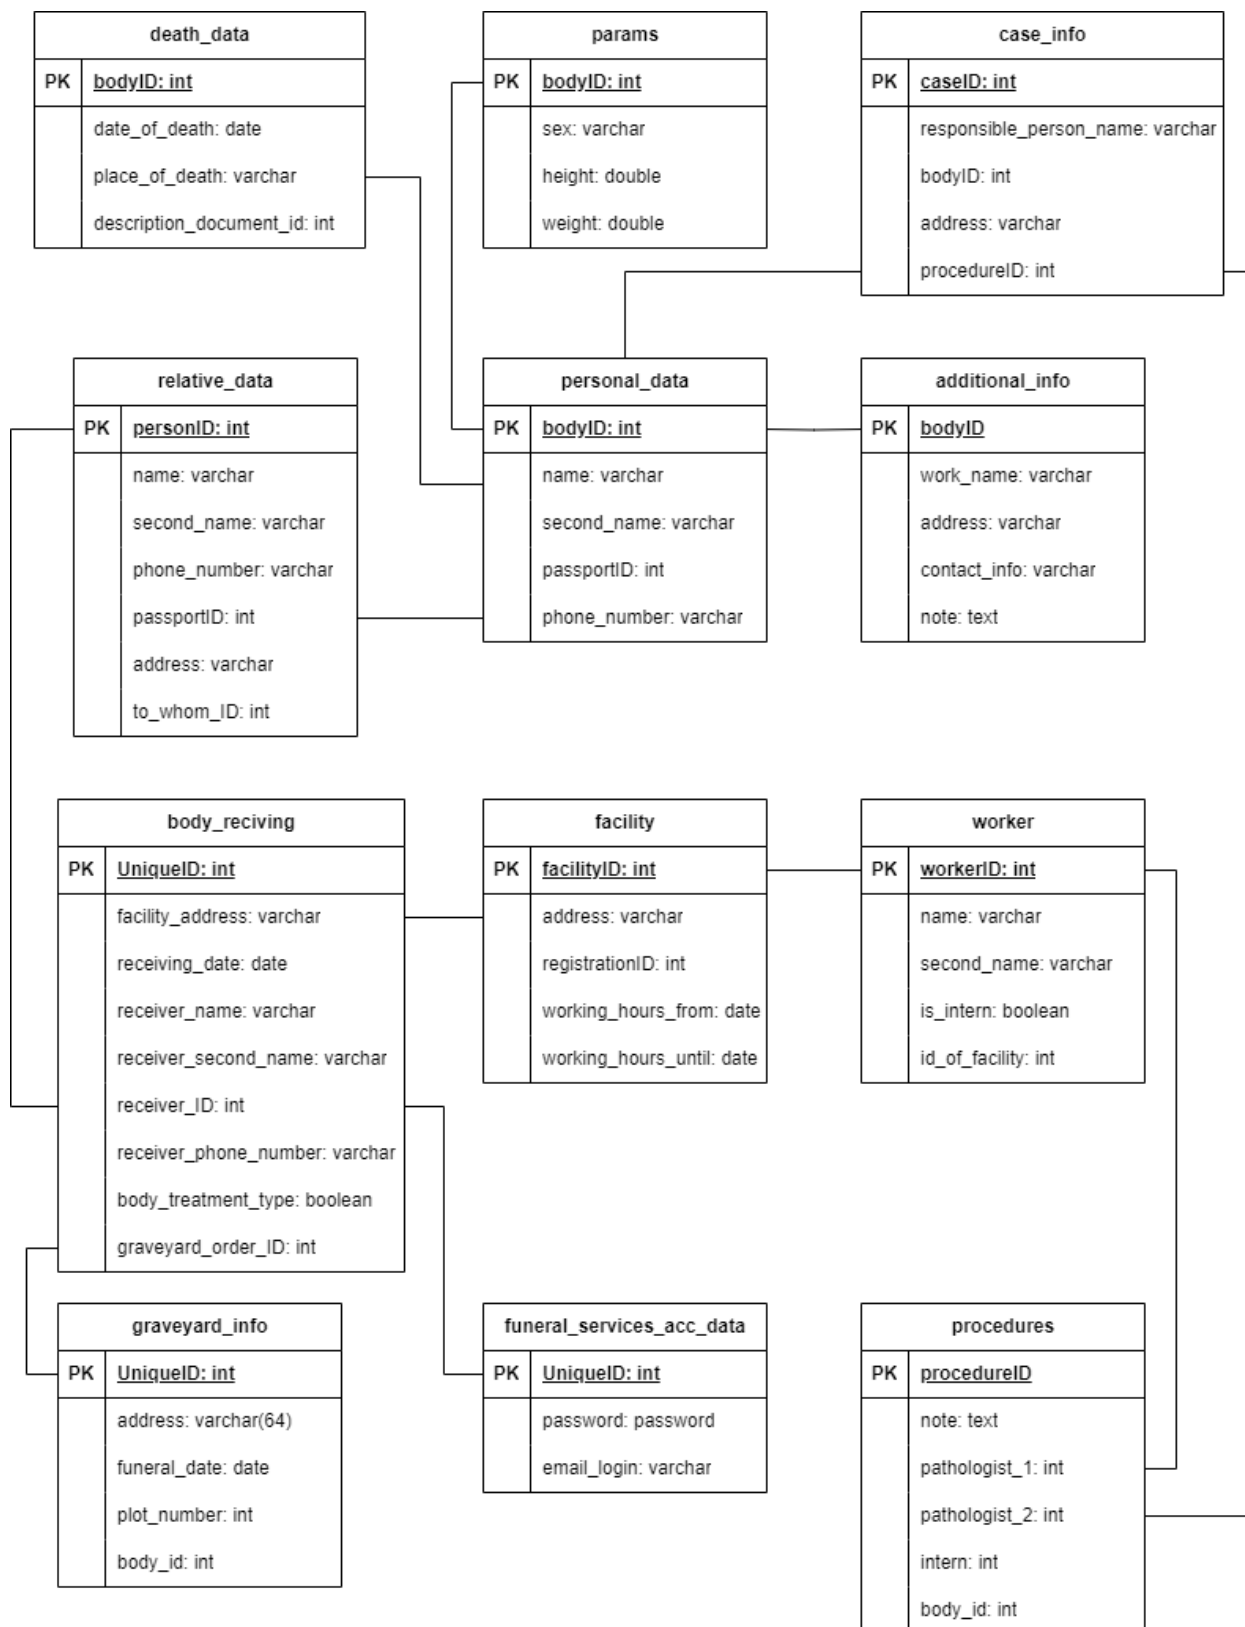 death_data
PK bodyID: int
date_of_death: date
place_of_death: varchar
description_document_id: int
params
PK bodyID: int
sex: varchar
height: double
weight: double
case_info
PK caseID: int
responsible_person_name: varchar
bodyID: int
address: varchar
procedureID: int
relative_data
PK personID: int
name: varchar
second_name: varchar
phone_number: varchar
passportID: int
address: varchar
to_whom_ID: int
personal_data
PK bodyID: int
name: varchar
second_name: varchar
passportID: int
phone_number: varchar
additional_info
PK bodyID
work_name: varchar
address: varchar
contact_info: varchar
note: text
body_reciving
PK UniqueID: int
facility_address: varchar
receiving_date: date
receiver_name: varchar
receiver_second_name: varchar
receiver_ID: int
receiver_phone_number: varchar
body_treatment_type: boolean
graveyard_order_ID: int
facility
PK facilityID: int
address: varchar
registrationID: int
working_hours_from: date
working_hours_until: date
worker
PK workerID: int
name: varchar
second_name: varchar
is_intern: boolean
id_of_facility: int
graveyard_info
PK UniqueID: int
address: varchar(64)
funeral_date: date
plot_number: int
body_id: int
funeral_services_acc_data
PK UniqueID: int
password: password
email_login: varchar
procedures
PK procedureID
note: text
pathologist_1: int
pathologist_2: int
intern: int
body_id: int